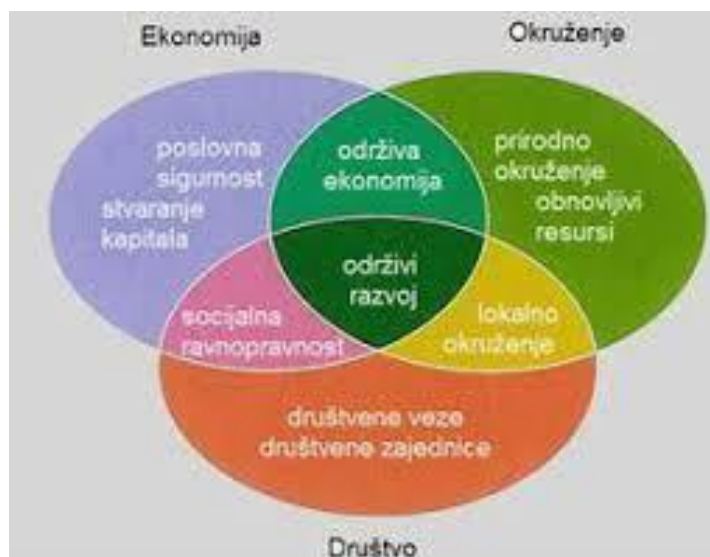 Ekonomija
Okruženje
poslovna
sigurnost
stvaranje
kapitala
održiva
ekonomija
prirodno
okruženje
obnovljivi
resursi
održivi
razvoj
socijalna
ravnopravnost
lokalno
okruženje
društvene veze
društvene zajednice
Društvo